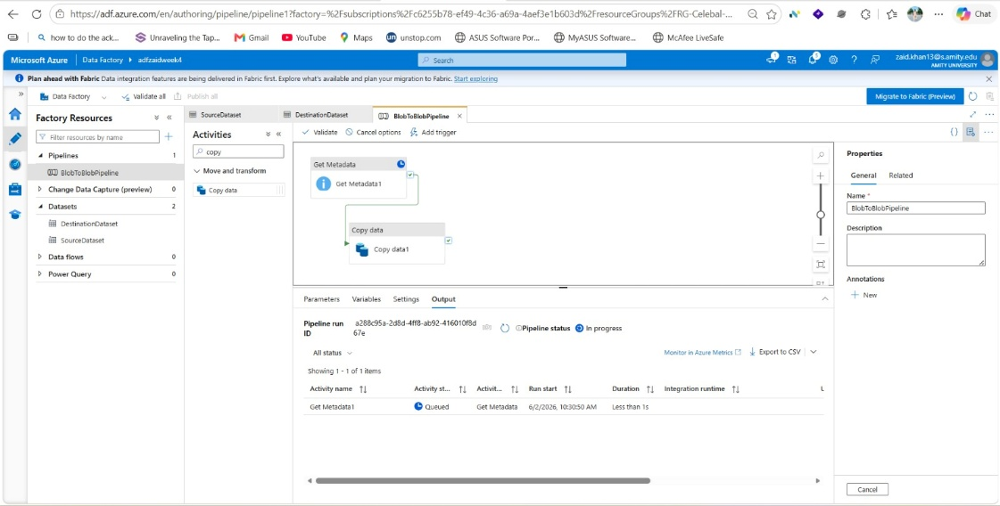 https://adf.azure.com/en/authoring/pipeline/pipeline1?factory=%2Fsubscriptions%2Fc6255b78-ef49-4c36-a69a-4aef3e1b603d%2FresourceGroups%2FRG-Celebal-...
Chat
how to do the ack...
Unraveling the Tap...
Gmail
YouTube
Maps
unstop.com
ASUS Software Por...
MyASUS Software...
McAfee LiveSafe
Microsoft Azure
Data Factory
adfzaidweek4
Search
1
7
zaid.khan13@s.amity.edu
AMITY UNIVERSITY
Plan ahead with Fabric Data integration features are being delivered in Fabric first. Explore what's available and plan your migration to Fabric. Start exploring
Data Factory
Validate all
Publish all
Migrate to Fabric (Preview)
Factory Resources
Filter resources by name
Pipelines 1
BlobToBlobPipeline
Change Data Capture (preview) 0
Datasets 2
DestinationDataset
SourceDataset
Data flows 0
Power Query 0
SourceDataset
DestinationDataset
BlobToBlobPipeline
Activities
copy
Move and transform
Copy data
Validate
Cancel options
Add trigger
Get Metadata
Get Metadata1
Copy data
Copy data1
Parameters
Variables
Settings
Output
Pipeline run ID
a288c95a-2d8d-4ff8-ab92-416010f8d
67e
Pipeline status
In progress
All status
Monitor in Azure Metrics
Export to CSV
Showing 1 - 1 of 1 items
Activity name
Activity st...
Activit...
Run start
Duration
Integration runtime
Get Metadata1
Queued
Get Metadata
6/2/2026, 10:30:50 AM
Less than 1s
Properties
General
Related
Name *
BlobToBlobPipeline
Description
Annotations
New
Cancel